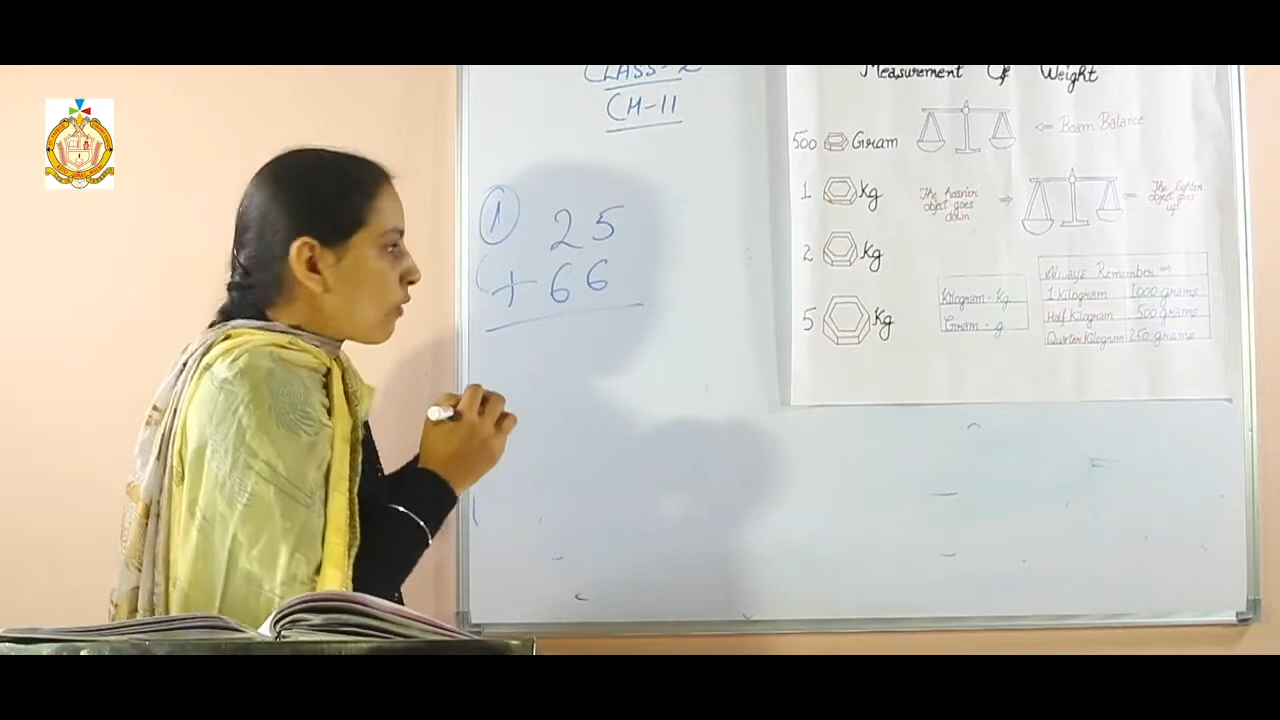 CLASS-2
CH-11
1
25
+ 66
Measurement Of Weight
500 Gram
1 Kg
2 Kg
5 Kg
<= Beam Balance
The heavier
object goes
down
The lighter
object goes
up
Kilogram - Kg
Gram - g
Always Remember
1 kilogram 1000 grams
Half kilogram 500 grams
Quarter kilogram 250 grams